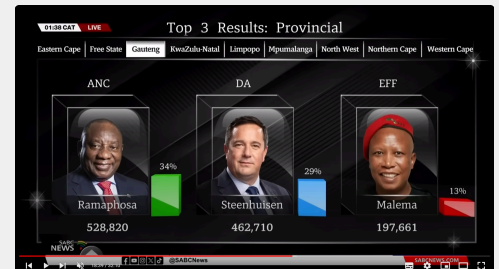 01:38 CAT LIVE Top 3 Results: Provincial
Eastern Cape Free State Gauteng KwaZulu-Natal Limpopo Mpumalanga North West Northern Cape Western Cape
ANC DA EFF
34% 29% 13%
Ramaphosa Steenhuisen Malema
528,820 462,710 197,661
SABC NEWS
@SABCNews SABCNEWS.COM